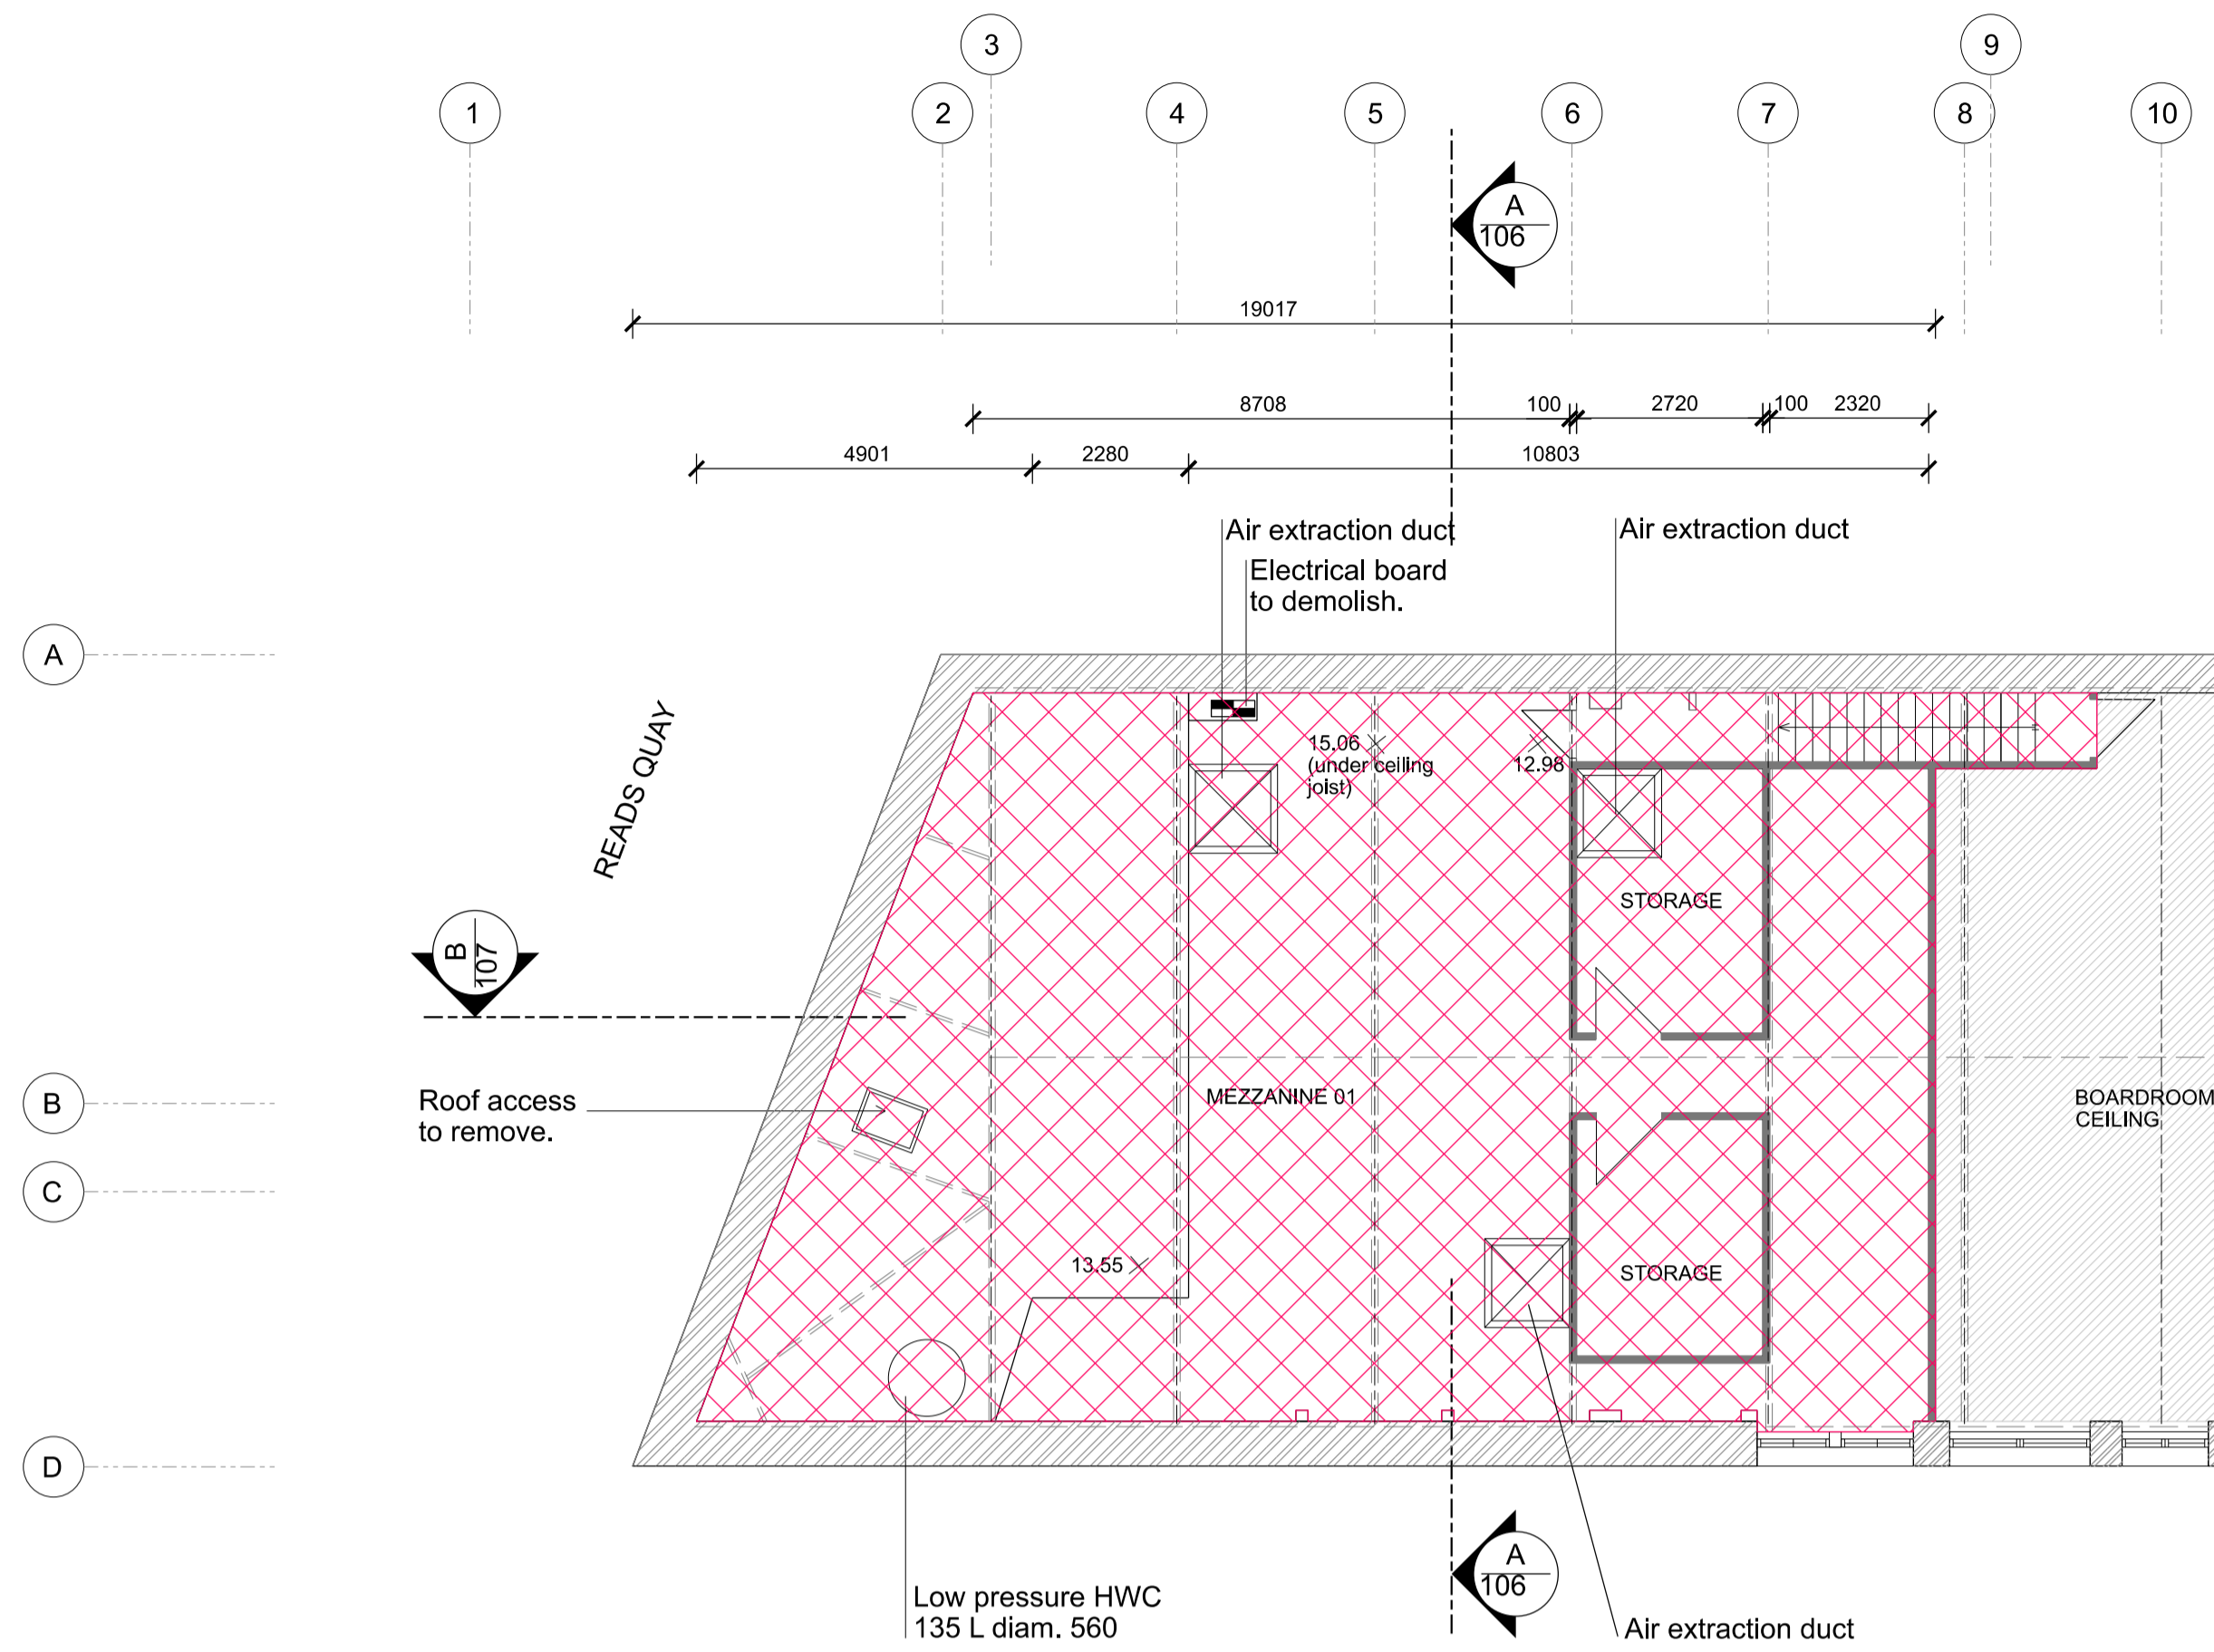 3
9
1
2
4
5
6
7
8
10
A
106
19017
8708
100
2720
100
2320
4901
2280
10803
Air extraction duct
Air extraction duct
Electrical board
to demolish.
A
READS QUAY
15.06
(under ceiling
joist)
12.98
STORAGE
B
107
MEZZANINE 01
BOARDROOM
CEILING
Roof access
to remove.
B
C
13.55
STORAGE
D
A
106
Low pressure HWC
135 L diam. 560
Air extraction duct